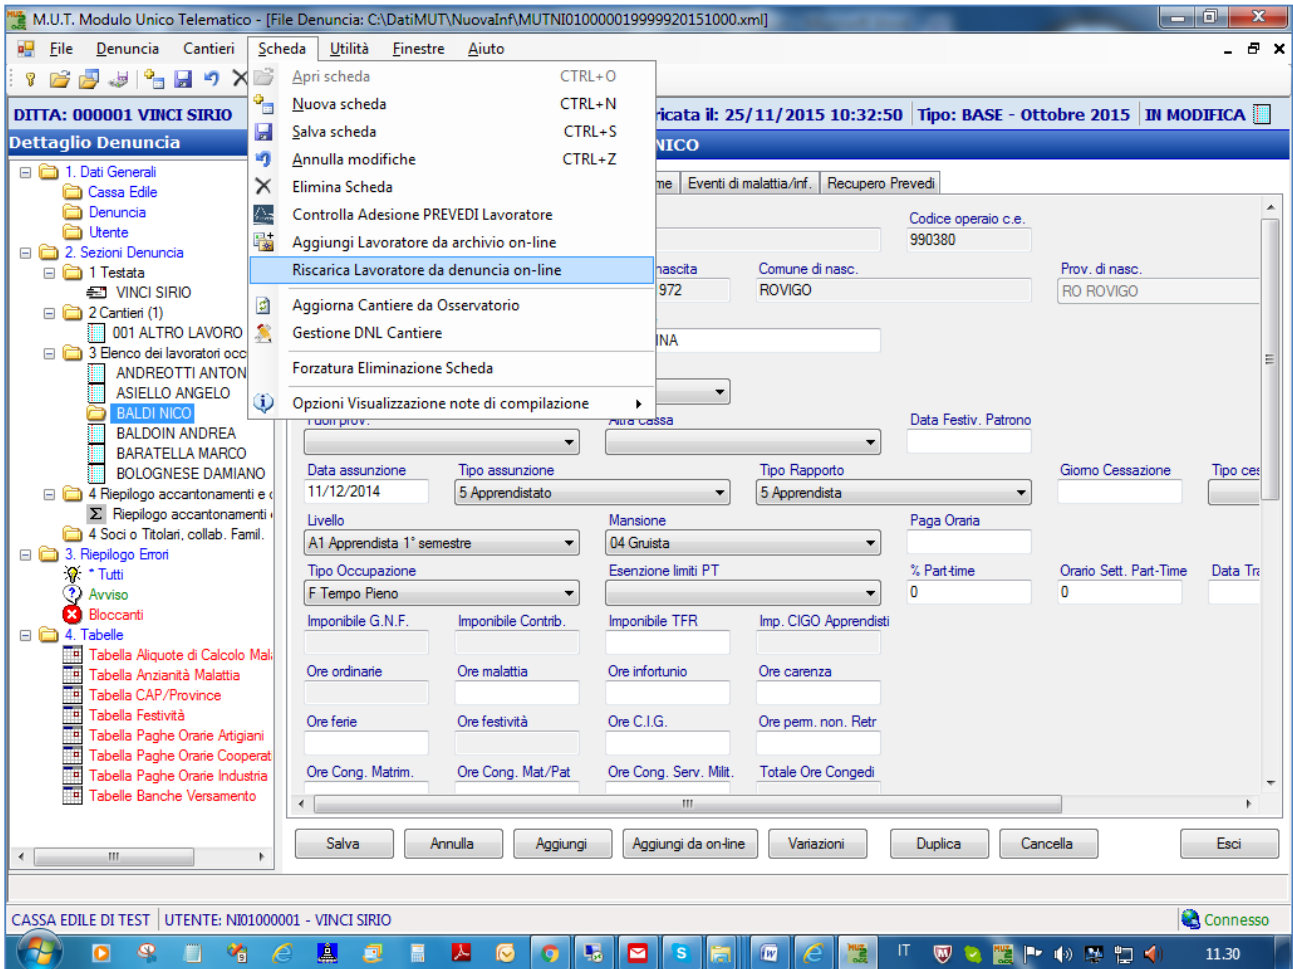 M.U.T. Modulo Unico Telematico - [File Denuncia: C:\DatiMUT\NuovaInf\MUTNI010000019999920151000.xml]
File Denuncia Cantieri Scheda Utilità Finestre Aiuto
DITTA: 000001 VINCI SIRIO
ricata il: 25/11/2015 10:32:50 Tipo: BASE - Ottobre 2015 IN MODIFICA
Dettaglio Denuncia
NICO
Apri scheda CTRL+O
Nuova scheda CTRL+N
Salva scheda CTRL+S
Annulla modifiche CTRL+Z
Elimina Scheda
Controlla Adesione PREVEDI Lavoratore
Aggiungi Lavoratore da archivio on-line
Riscarica Lavoratore da denuncia on-line
Aggiorna Cantiere da Osservatorio
Gestione DNL Cantiere
Forzatura Eliminazione Scheda
Opzioni Visualizzazione note di compilazione
1. Dati Generali
Cassa Edile
Denuncia
Utente
2. Sezioni Denuncia
1 Testata
VINCI SIRIO
2 Cantieri (1)
001 ALTRO LAVORO
3 Elenco dei lavoratori occ
ANDREOTTI ANTON
ASIELLO ANGELO
BALDI NICO
BALDOIN ANDREA
BARATELLA MARCO
BOLOGNESE DAMIANO
4 Riepilogo accantonamenti e c
Σ Riepilogo accantonamenti
4 Soci o Titolari, collab. Famil.
3. Riepilogo Errori
* Tutti
Avviso
Bloccanti
4. Tabelle
Tabella Aliquote di Calcolo Mal
Tabella Anzianità Malattia
Tabella CAP/Province
Tabella Festività
Tabella Paghe Orarie Artigiani
Tabella Paghe Orarie Cooperat
Tabella Paghe Orarie Industria
Tabelle Banche Versamento
me Eventi di malattia/inf. Recupero Prevedi
Codice operaio c.e.
990380
nascita Comune di nasc. Prov. di nasc.
972 ROVIGO RO ROVIGO
INA
Fuori prov. Altra cassa Data Festiv. Patrono
Data assunzione Tipo assunzione Tipo Rapporto Giorno Cessazione Tipo ces
11/12/2014 5 Apprendistato 5 Apprendista
Livello Mansione Paga Oraria
A1 Apprendista 1° semestre 04 Gruista
Tipo Occupazione Esenzione limiti PT % Part-time Orario Sett. Part-Time Data Tra
F Tempo Pieno 0 0
Imponibile G.N.F. Imponibile Contrib. Imponibile TFR Imp. CIGO Apprendisti
Ore ordinarie Ore malattia Ore infortunio Ore carenza
Ore ferie Ore festività Ore C.I.G. Ore perm. non. Retr
Ore Cong. Matrim. Ore Cong. Mat/Pat Ore Cong. Serv. Milit. Totale Ore Congedi
Salva Annulla Aggiungi Aggiungi da on-line Variazioni Duplica Cancella Esci
CASSA EDILE DI TEST UTENTE: NI01000001 - VINCI SIRIO Connesso
IT 11.30